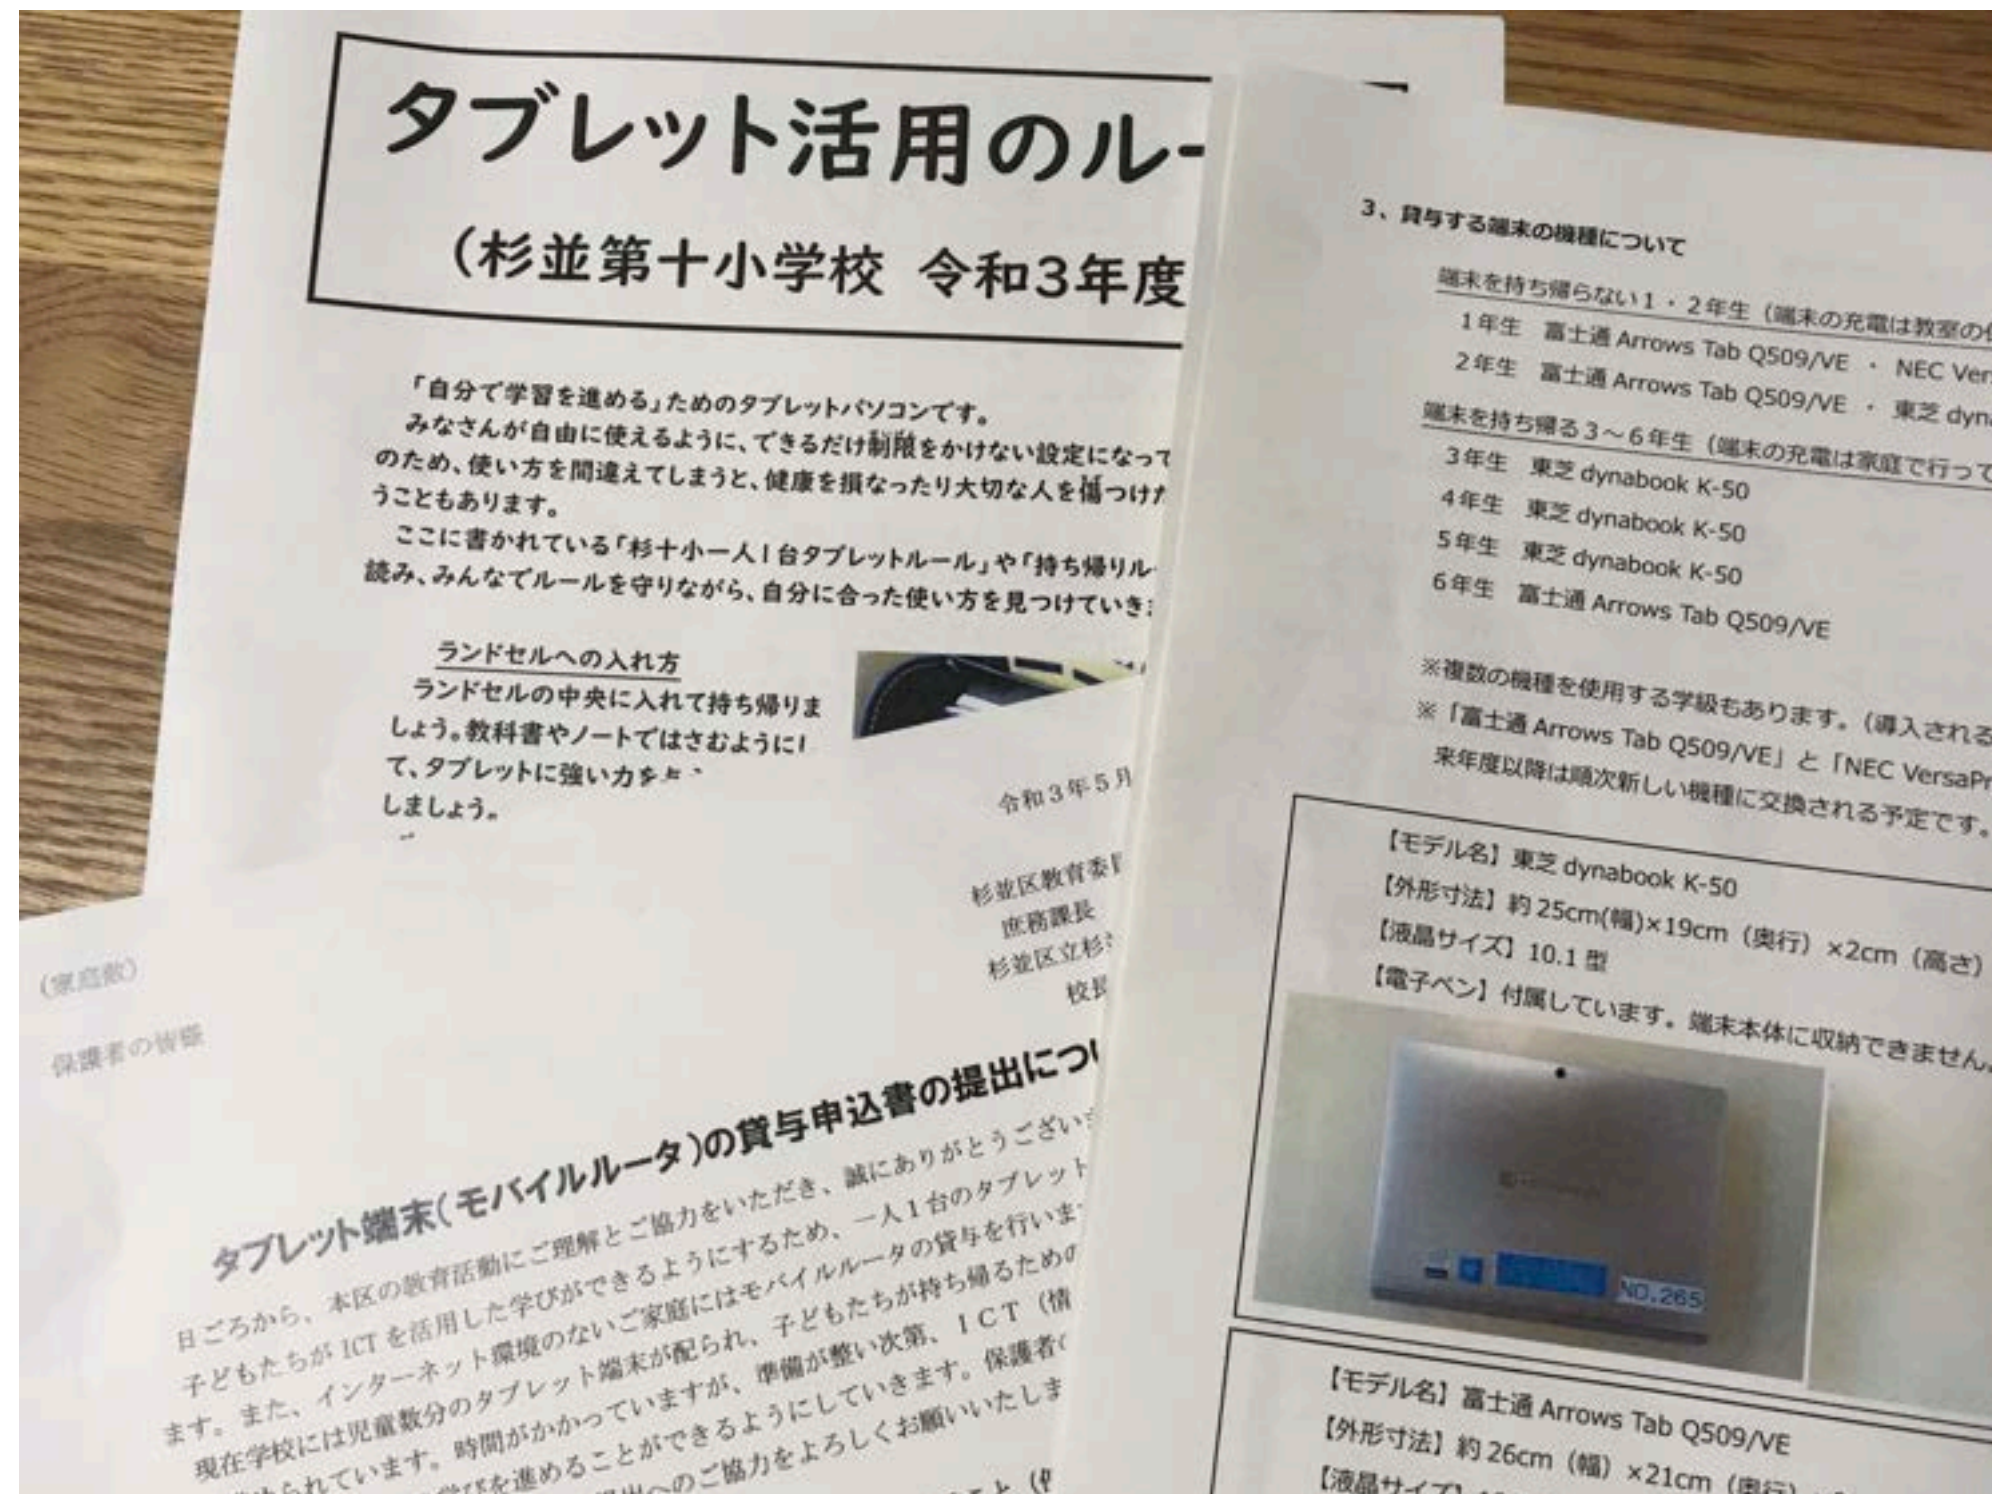 タブレット活用のルー
(杉並第十小学校 令和3年度
「自分で学習を進める」ためのタブレットパソコンです。
みなさんが自由に使えるように、できるだけ制限をかけない設定になって
のため、使い方を間違えてしまうと、健康を損なったり大切な人を傷つけた
うこともあります。
ここに書かれている「杉十小一人1台タブレットルール」や「持ち帰りル
読み、みんなでルールを守りながら、自分に合った使い方を見つけていきま
ランドセルへの入れ方
ランドセルの中央に入れて持ち帰りま
しょう。教科書やノートではさむように
て、タブレットに強い力を
しましょう。
令和3年5月
杉並区教育委員
庶務課長
杉並区立杉並
校長
(家庭数)
保護者の皆様
タブレット端末(モバイルルータ)の貸与申込書の提出につい
日ごろから、本区の教育活動にご理解とご協力をいただき、誠にありがとうございま
子どもたちが ICT を活用した学びができるようにするため、一人1台のタブレット
ます。また、インターネット環境のないご家庭にはモバイルルータの貸与を行いま
現在学校には児童数分のタブレット端末が配られ、子どもたちが持ち帰るための
められています。時間がかかっていますが、準備が整い次第、ICT(情
学びを進めることができるようにしていきます。保護者の
提出へのご協力をよろしくお願いいたしま
こと
3、貸与する端末の機種について
端末を持ち帰らない1・2年生(端末の充電は教室の
1年生 富士通 Arrows Tab Q509/VE ・ NEC Ver
2年生 富士通 Arrows Tab Q509/VE ・ 東芝 dyn
端末を持ち帰る3~6年生(端末の充電は家庭で行って
3年生 東芝 dynabook K-50
4年生 東芝 dynabook K-50
5年生 東芝 dynabook K-50
6年生 富士通 Arrows Tab Q509/VE
※複数の機種を使用する学級もあります。(導入される
※「富士通 Arrows Tab Q509/VE」と「NEC VersaPr
来年度以降は順次新しい機種に交換される予定です。
【モデル名】東芝 dynabook K-50
【外形寸法】約 25cm(幅)×19cm(奥行)×2cm(高さ)
【液晶サイズ】10.1 型
【電子ペン】付属しています。端末本体に収納できません。
NO.265
【モデル名】富士通 Arrows Tab Q509/VE
【外形寸法】約 26cm(幅)×21cm(奥行)
【液晶サイズ】